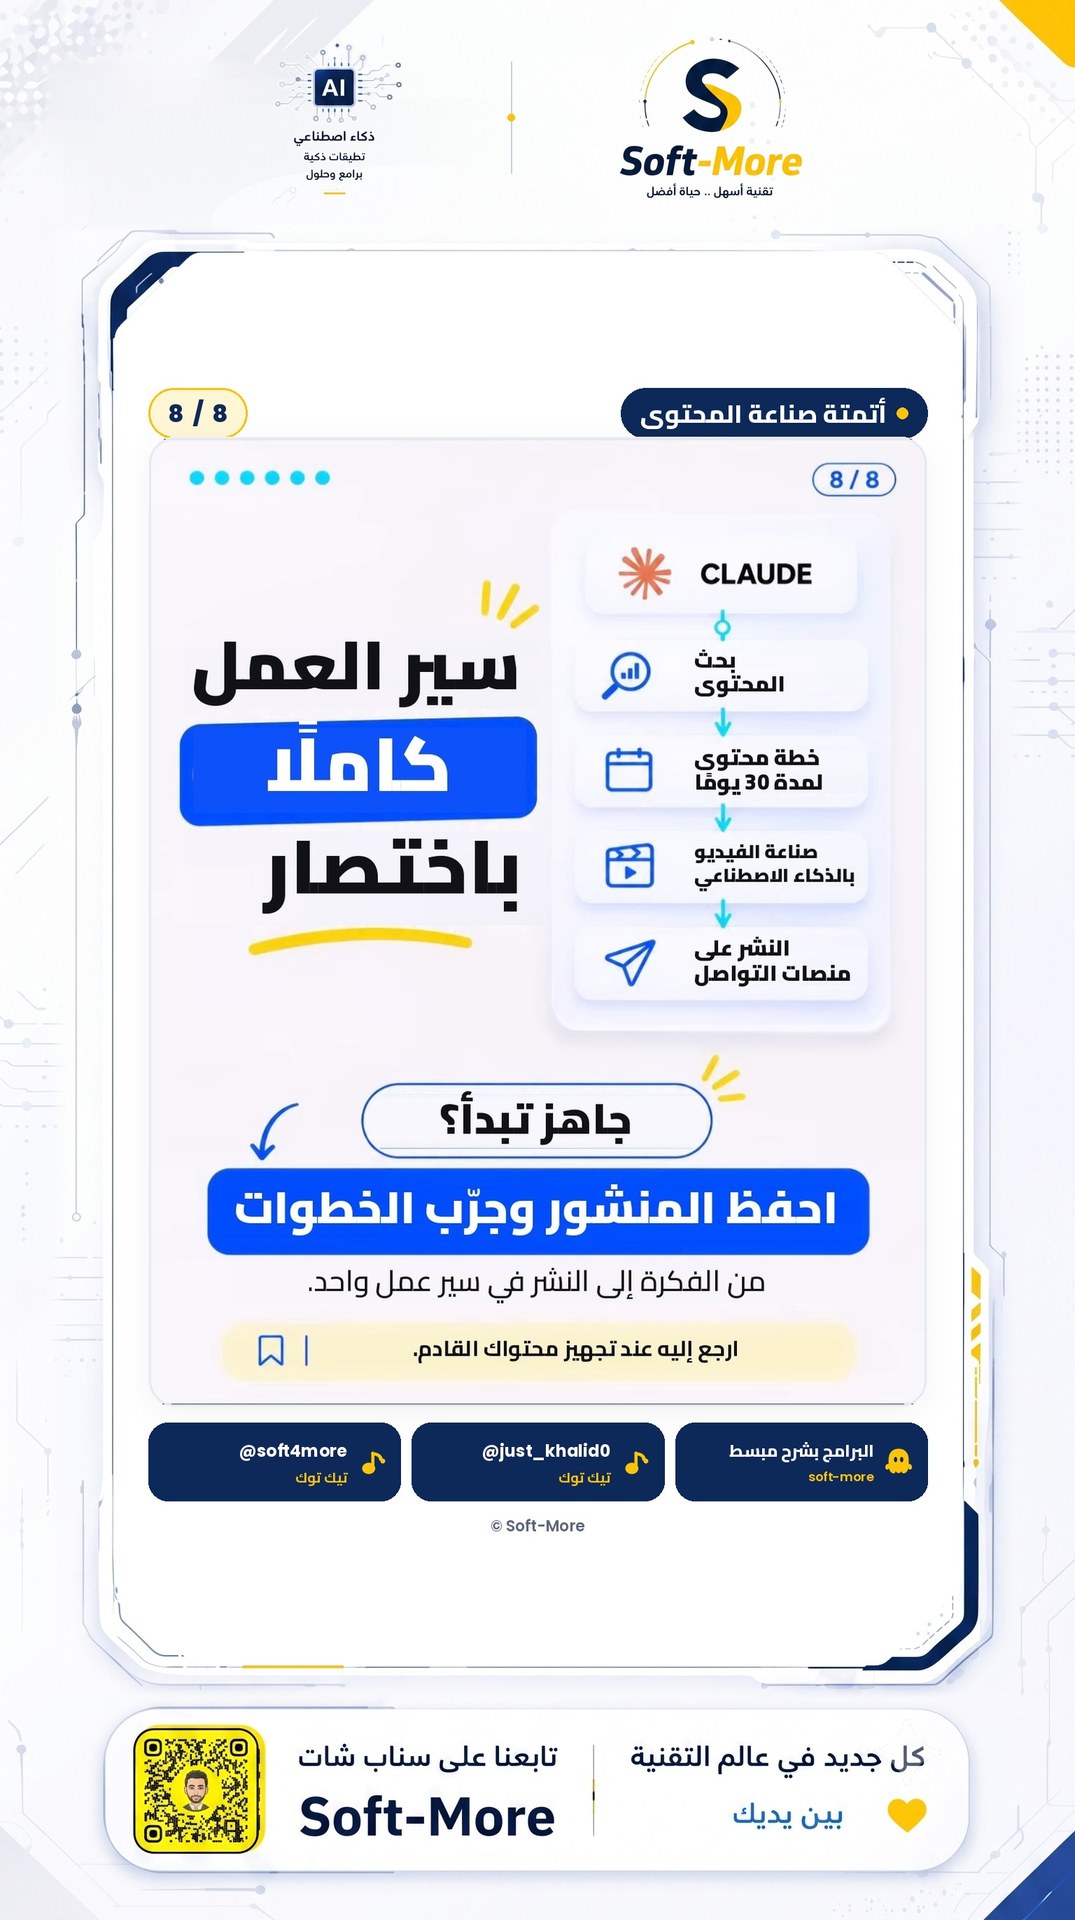 AI
ذكاء اصطناعي
تطبيقات ذكية
برامج وحلول
S
Soft-More
تقنية أسهل .. حياة أفضل
أتمتة صناعة المحتوى
8 / 8
8 / 8
سير العمل
كاملًا
باختصار
CLAUDE
بحث
المحتوى
خطة محتوى
لمدة 30 يومًا
صناعة الفيديو
بالذكاء الاصطناعي
النشر على
منصات التواصل
جاهز تبدأ؟
احفظ المنشور وجرّب الخطوات
من الفكرة إلى النشر في سير عمل واحد.
ارجع إليه عند تجهيز محتواك القادم.
البرامج بشرح مبسط
soft-more
@just_khalid0
تيك توك
@soft4more
تيك توك
© Soft-More
كل جديد في عالم التقنية
بين يديك
تابعنا على سناب شات
Soft-More